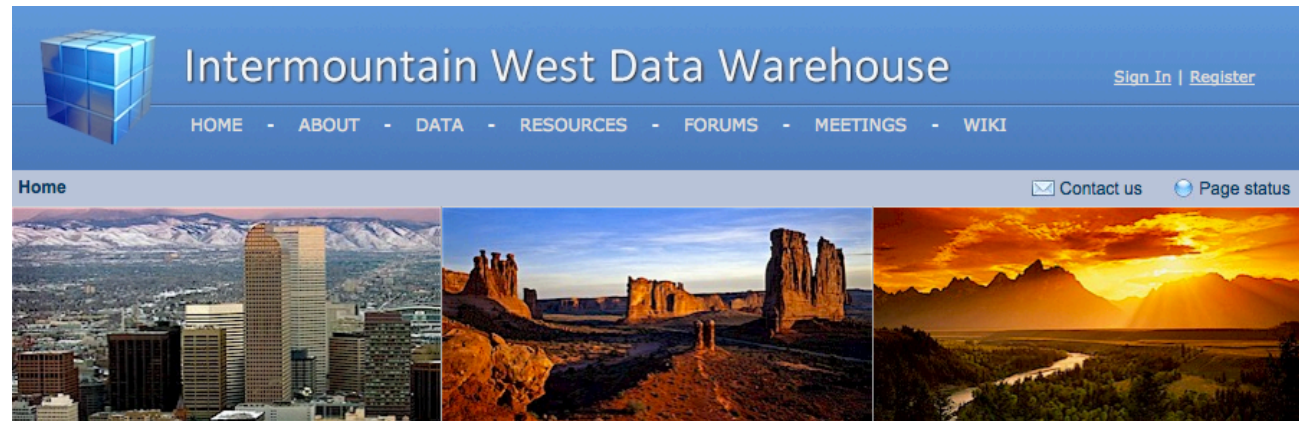 Intermountain West Data Warehouse
Sign In | Register
HOME - ABOUT - DATA - RESOURCES - FORUMS - MEETINGS - WIKI
Home
Contact us
Page status